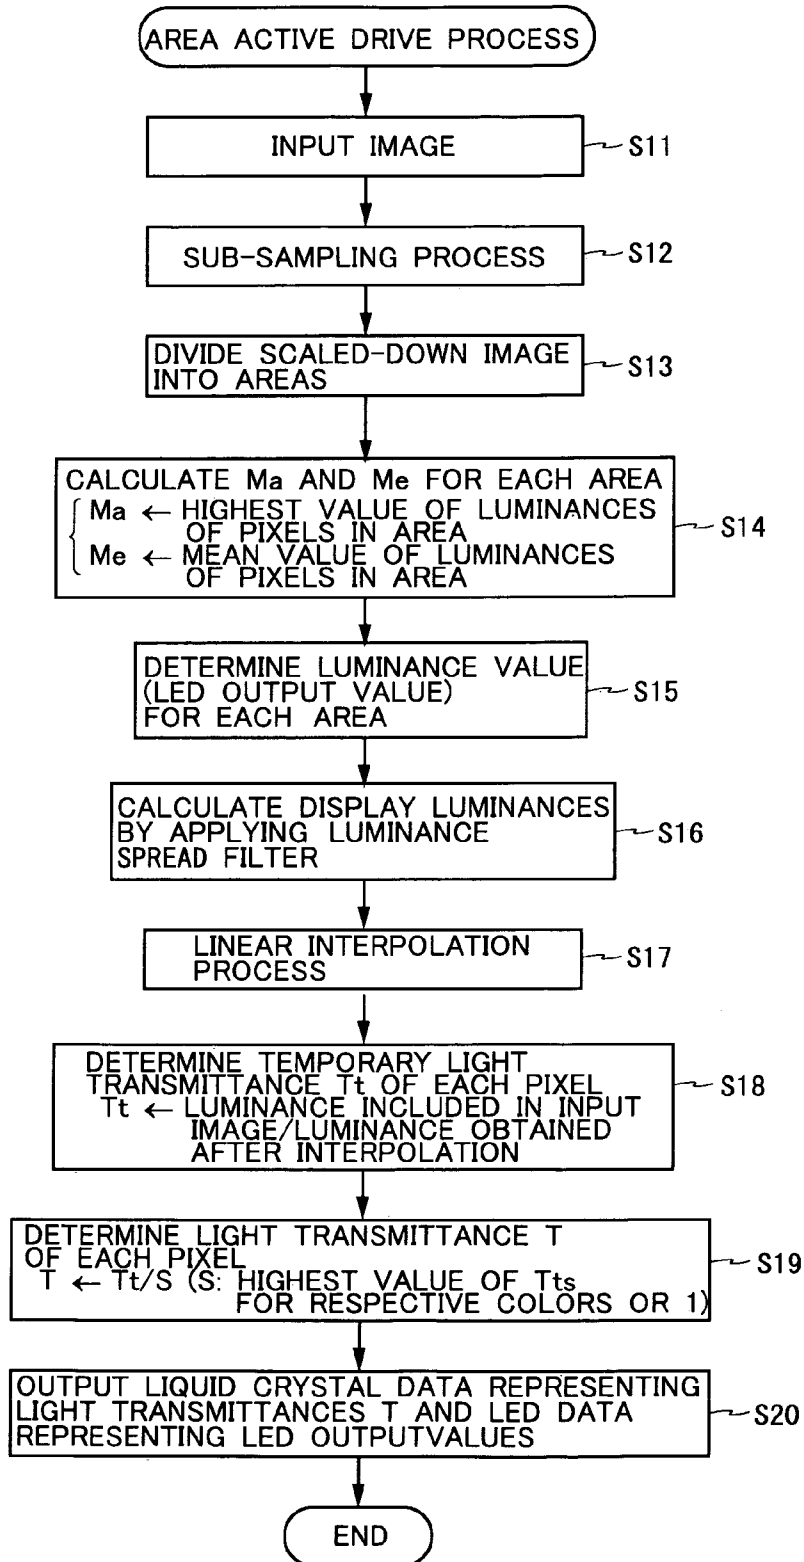 AREA ACTIVE DRIVE PROCESS
INPUT IMAGE
S11
SUB-SAMPLING PROCESS
S12
DIVIDE SCALED-DOWN IMAGE
INTO AREAS
S13
CALCULATE Ma AND Me FOR EACH AREA
Ma ← HIGHEST VALUE OF LUMINANCES
OF PIXELS IN AREA
Me ← MEAN VALUE OF LUMINANCES
OF PIXELS IN AREA
S14
DETERMINE LUMINANCE VALUE
(LED OUTPUT VALUE)
FOR EACH AREA
S15
CALCULATE DISPLAY LUMINANCES
BY APPLYING LUMINANCE
SPREAD FILTER
S16
LINEAR INTERPOLATION
PROCESS
S17
DETERMINE TEMPORARY LIGHT
TRANSMITTANCE Tt OF EACH PIXEL
Tt ← LUMINANCE INCLUDED IN INPUT
IMAGE/LUMINANCE OBTAINED
AFTER INTERPOLATION
S18
DETERMINE LIGHT TRANSMITTANCE T
OF EACH PIXEL
T ← Tt/S (S: HIGHEST VALUE OF Tts
FOR RESPECTIVE COLORS OR 1)
S19
OUTPUT LIQUID CRYSTAL DATA REPRESENTING
LIGHT TRANSMITTANCES T AND LED DATA
REPRESENTING LED OUTPUTVALUES
S20
END